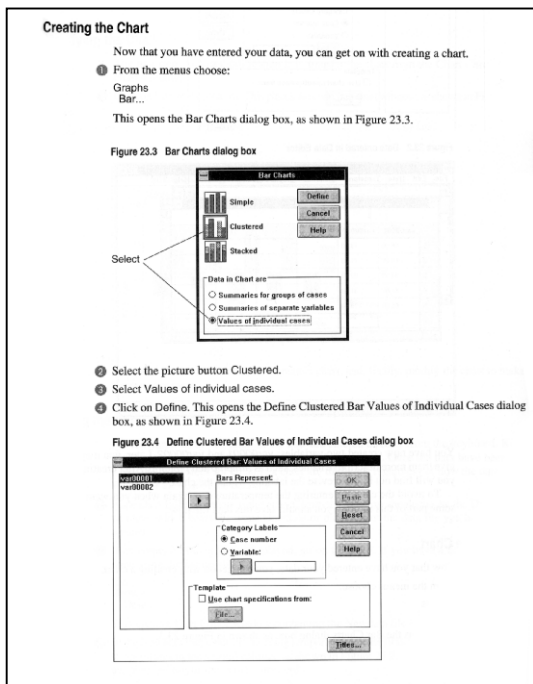 Creating the Chart
Now that you have entered your data, you can get on with creating a chart.
1 From the menus choose:
Graphs
Bar...
This opens the Bar Charts dialog box, as shown in Figure 23.3.
Figure 23.3 Bar Charts dialog box
Bar Charts
Simple
Clustered
Stacked
Define
Cancel
Help
Select
Data in Chart are
Summaries for groups of cases
Summaries of separate variables
Values of individual cases
2 Select the picture button Clustered.
3 Select Values of individual cases.
4 Click on Define. This opens the Define Clustered Bar Values of Individual Cases dialog
box, as shown in Figure 23.4.
Figure 23.4 Define Clustered Bar Values of Individual Cases dialog box
Define Clustered Bar: Values of Individual Cases
var00001
var00002
Bars Represent:
OK
Paste
Reset
Cancel
Help
Category Labels
Case number
Variable:
Template
Use chart specifications from:
File...
Titles...